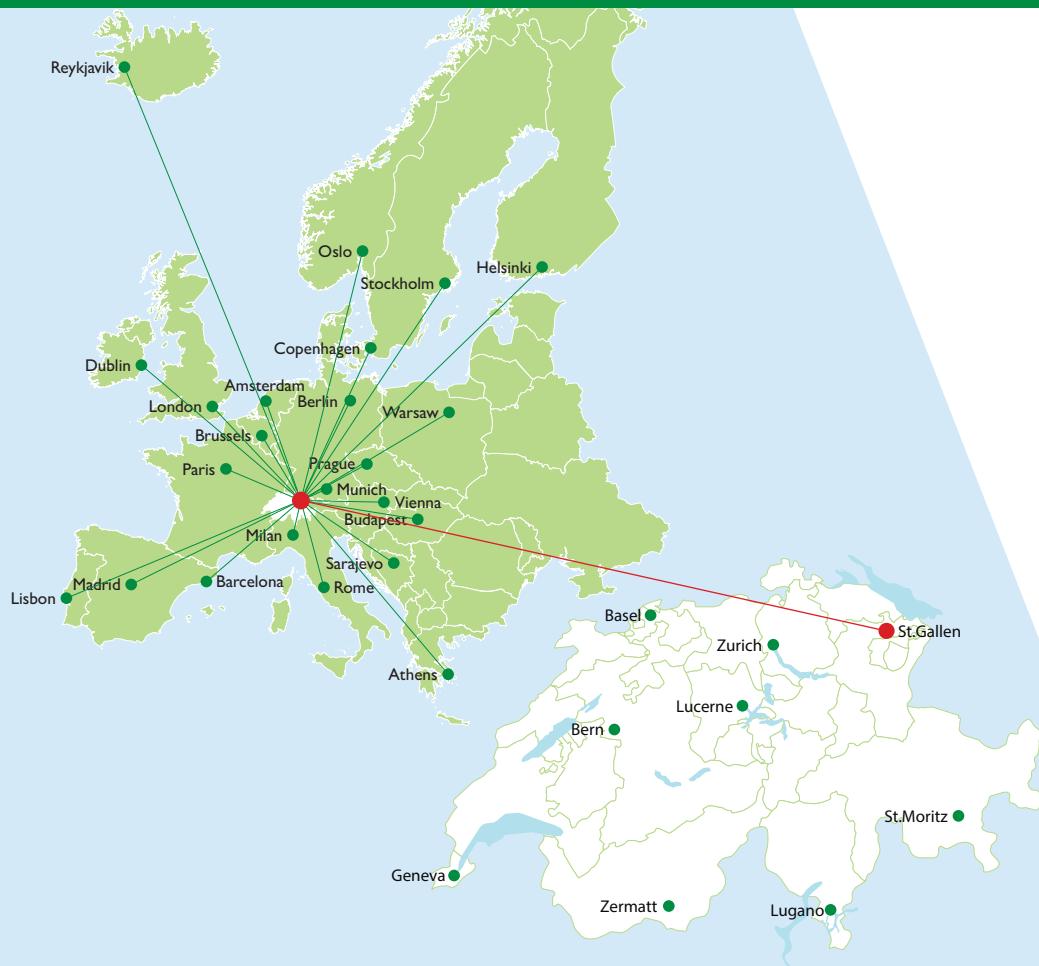 Reykjavik
Oslo
Helsinki
Stockholm
Copenhagen
Dublin
Amsterdam
Berlin
London
Warsaw
Brussels
Prague
Paris
Munich
Vienna
Budapest
Milan
Sarajevo
Barcelona
Madrid
Rome
Lisbon
Basel
St.Gallen
Zurich
Athens
Lucerne
Bern
St.Moritz
Geneva
Zermatt
Lugano